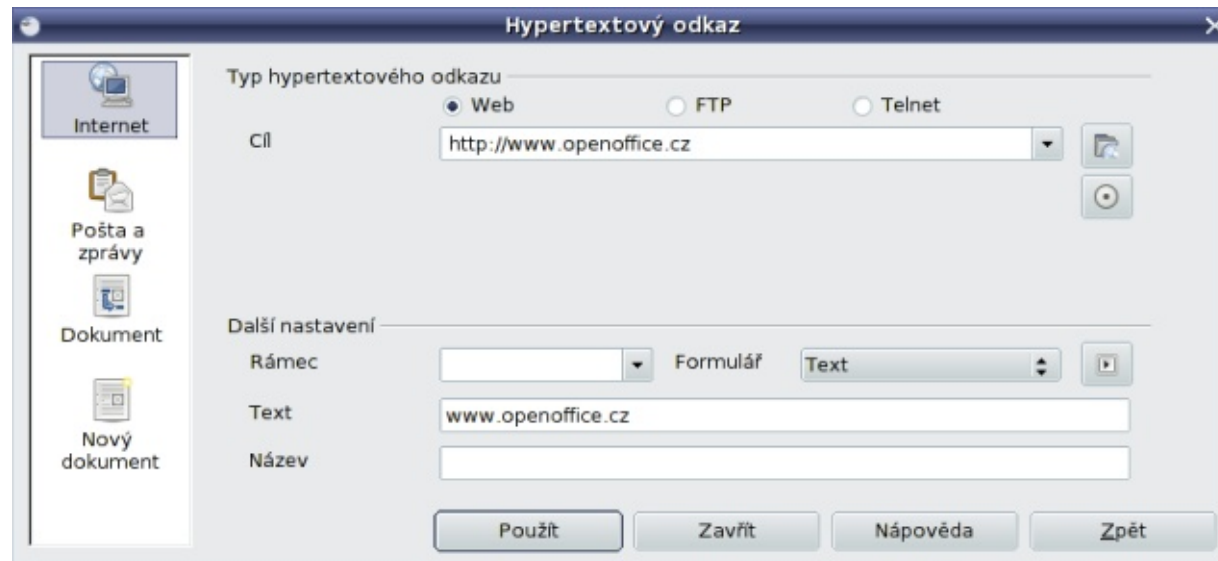 Hypertextový odkaz
Internet
Pošta a
zprávy
Dokument
Nový
dokument
Typ hypertextového odkazu
Web FTP Telnet
Cíl http://www.openoffice.cz
Další nastavení
Rámec Formulář Text
Text www.openoffice.cz
Název
Použít Zavřít Nápověda Zpět